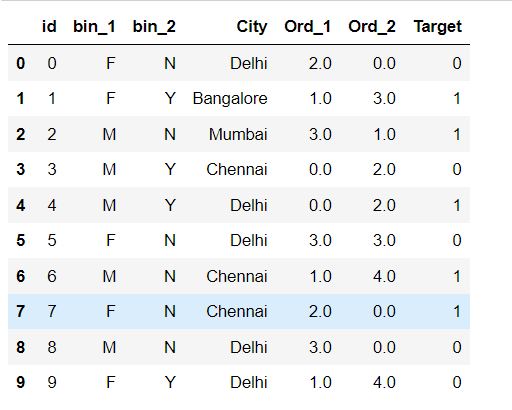 id bin_1 bin_2 City Ord_1 Ord_2 Target
0 0 F N Delhi 2.0 0.0 0
1 1 F Y Bangalore 1.0 3.0 1
2 2 M N Mumbai 3.0 1.0 1
3 3 M Y Chennai 0.0 2.0 0
4 4 M Y Delhi 0.0 2.0 1
5 5 F N Delhi 3.0 3.0 0
6 6 M N Chennai 1.0 4.0 1
7 7 F N Chennai 2.0 0.0 1
8 8 M N Delhi 3.0 0.0 0
9 9 F Y Delhi 1.0 4.0 0